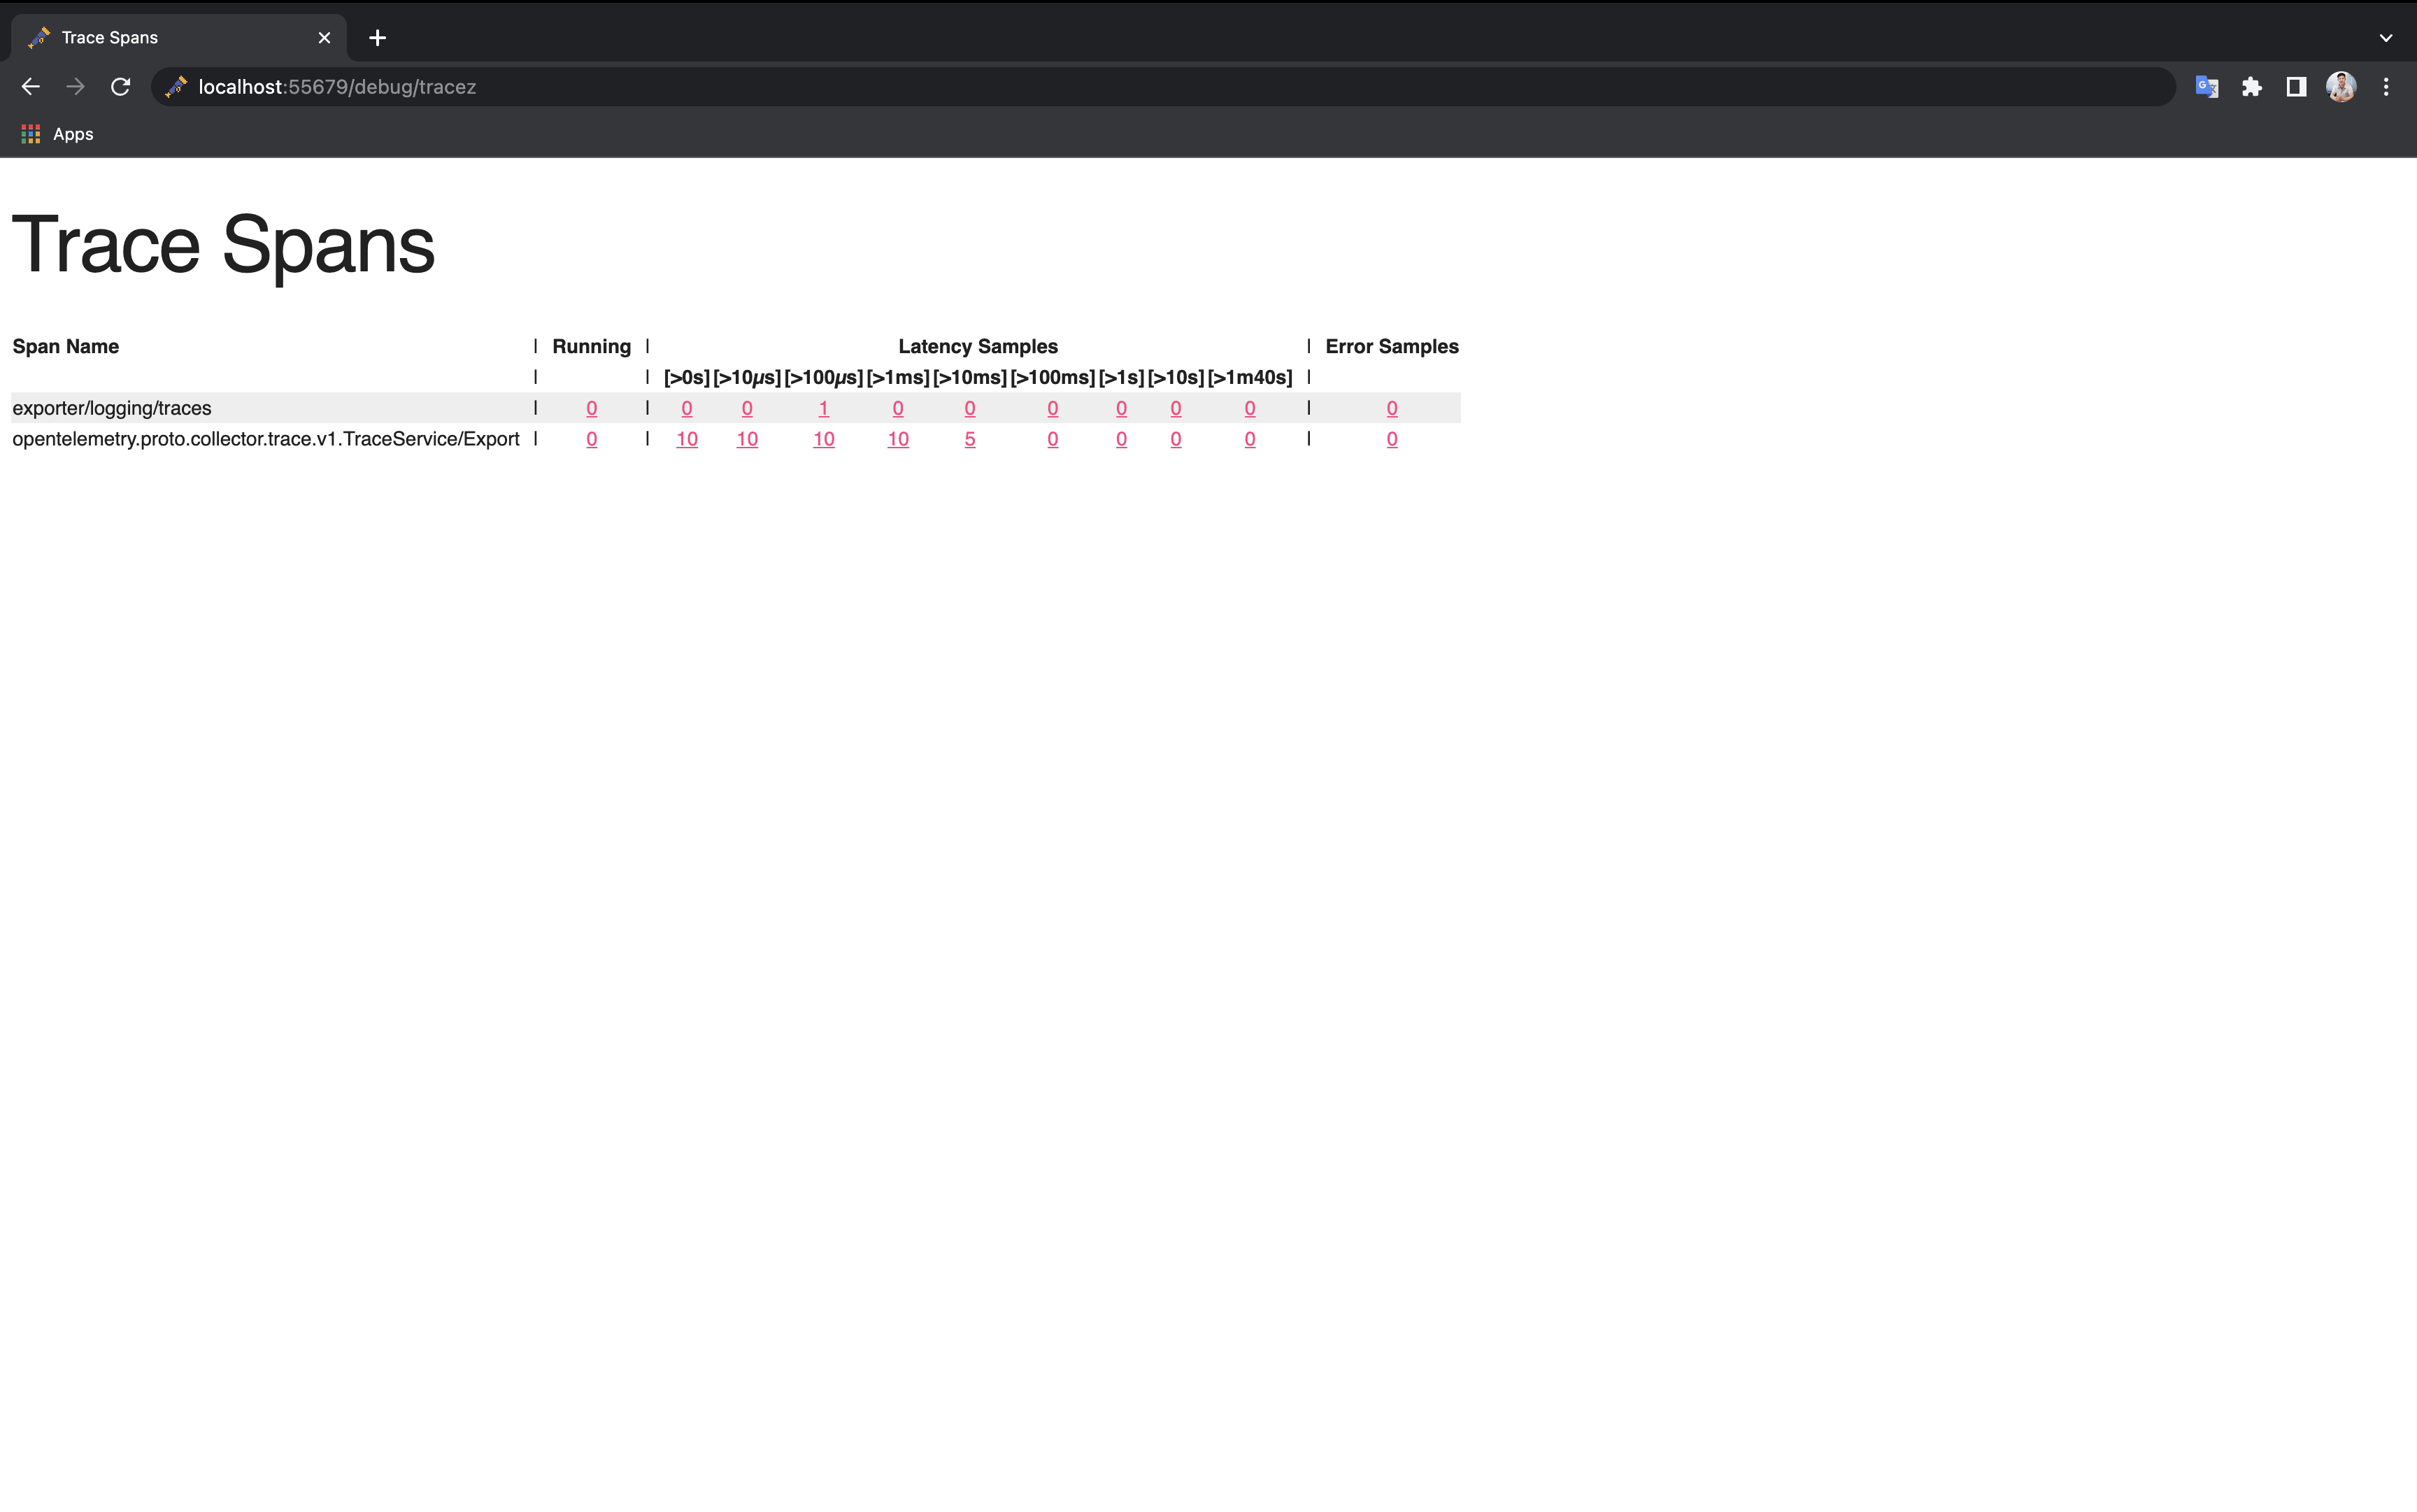 Trace Spans
localhost:55679/debug/tracez
Apps
Trace Spans
Span Name | Running | Latency Samples | Error Samples
| | [>0s] [>10µs] [>100µs] [>1ms] [>10ms] [>100ms] [>1s] [>10s] [>1m40s] |
exporter/logging/traces | 0 | 0 0 1 0 0 0 0 0 0 | 0
opentelemetry.proto.collector.trace.v1.TraceService/Export | 0 | 10 10 10 10 5 0 0 0 0 | 0